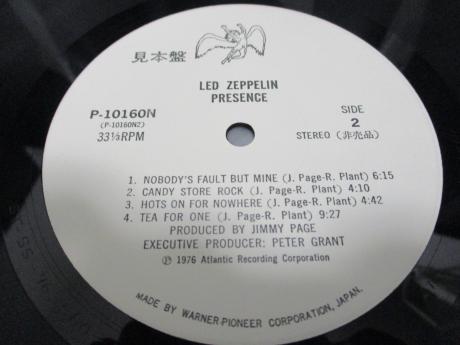 見本盤
LED ZEPPELIN
PRESENCE
P-10160N
(P-10160N2)
33⅓RPM
SIDE
2
STEREO (非売品)
1. NOBODY'S FAULT BUT MINE (J. Page-R. Plant) 6:15
2. CANDY STORE ROCK (J. Page-R. Plant) 4:10
3. HOTS ON FOR NOWHERE (J. Page-R. Plant) 4:42
4. TEA FOR ONE (J. Page-R. Plant) 9:27
PRODUCED BY JIMMY PAGE
EXECUTIVE PRODUCER: PETER GRANT
Ⓟ 1976 Atlantic Recording Corporation
MADE BY WARNER-PIONEER CORPORATION, JAPAN.